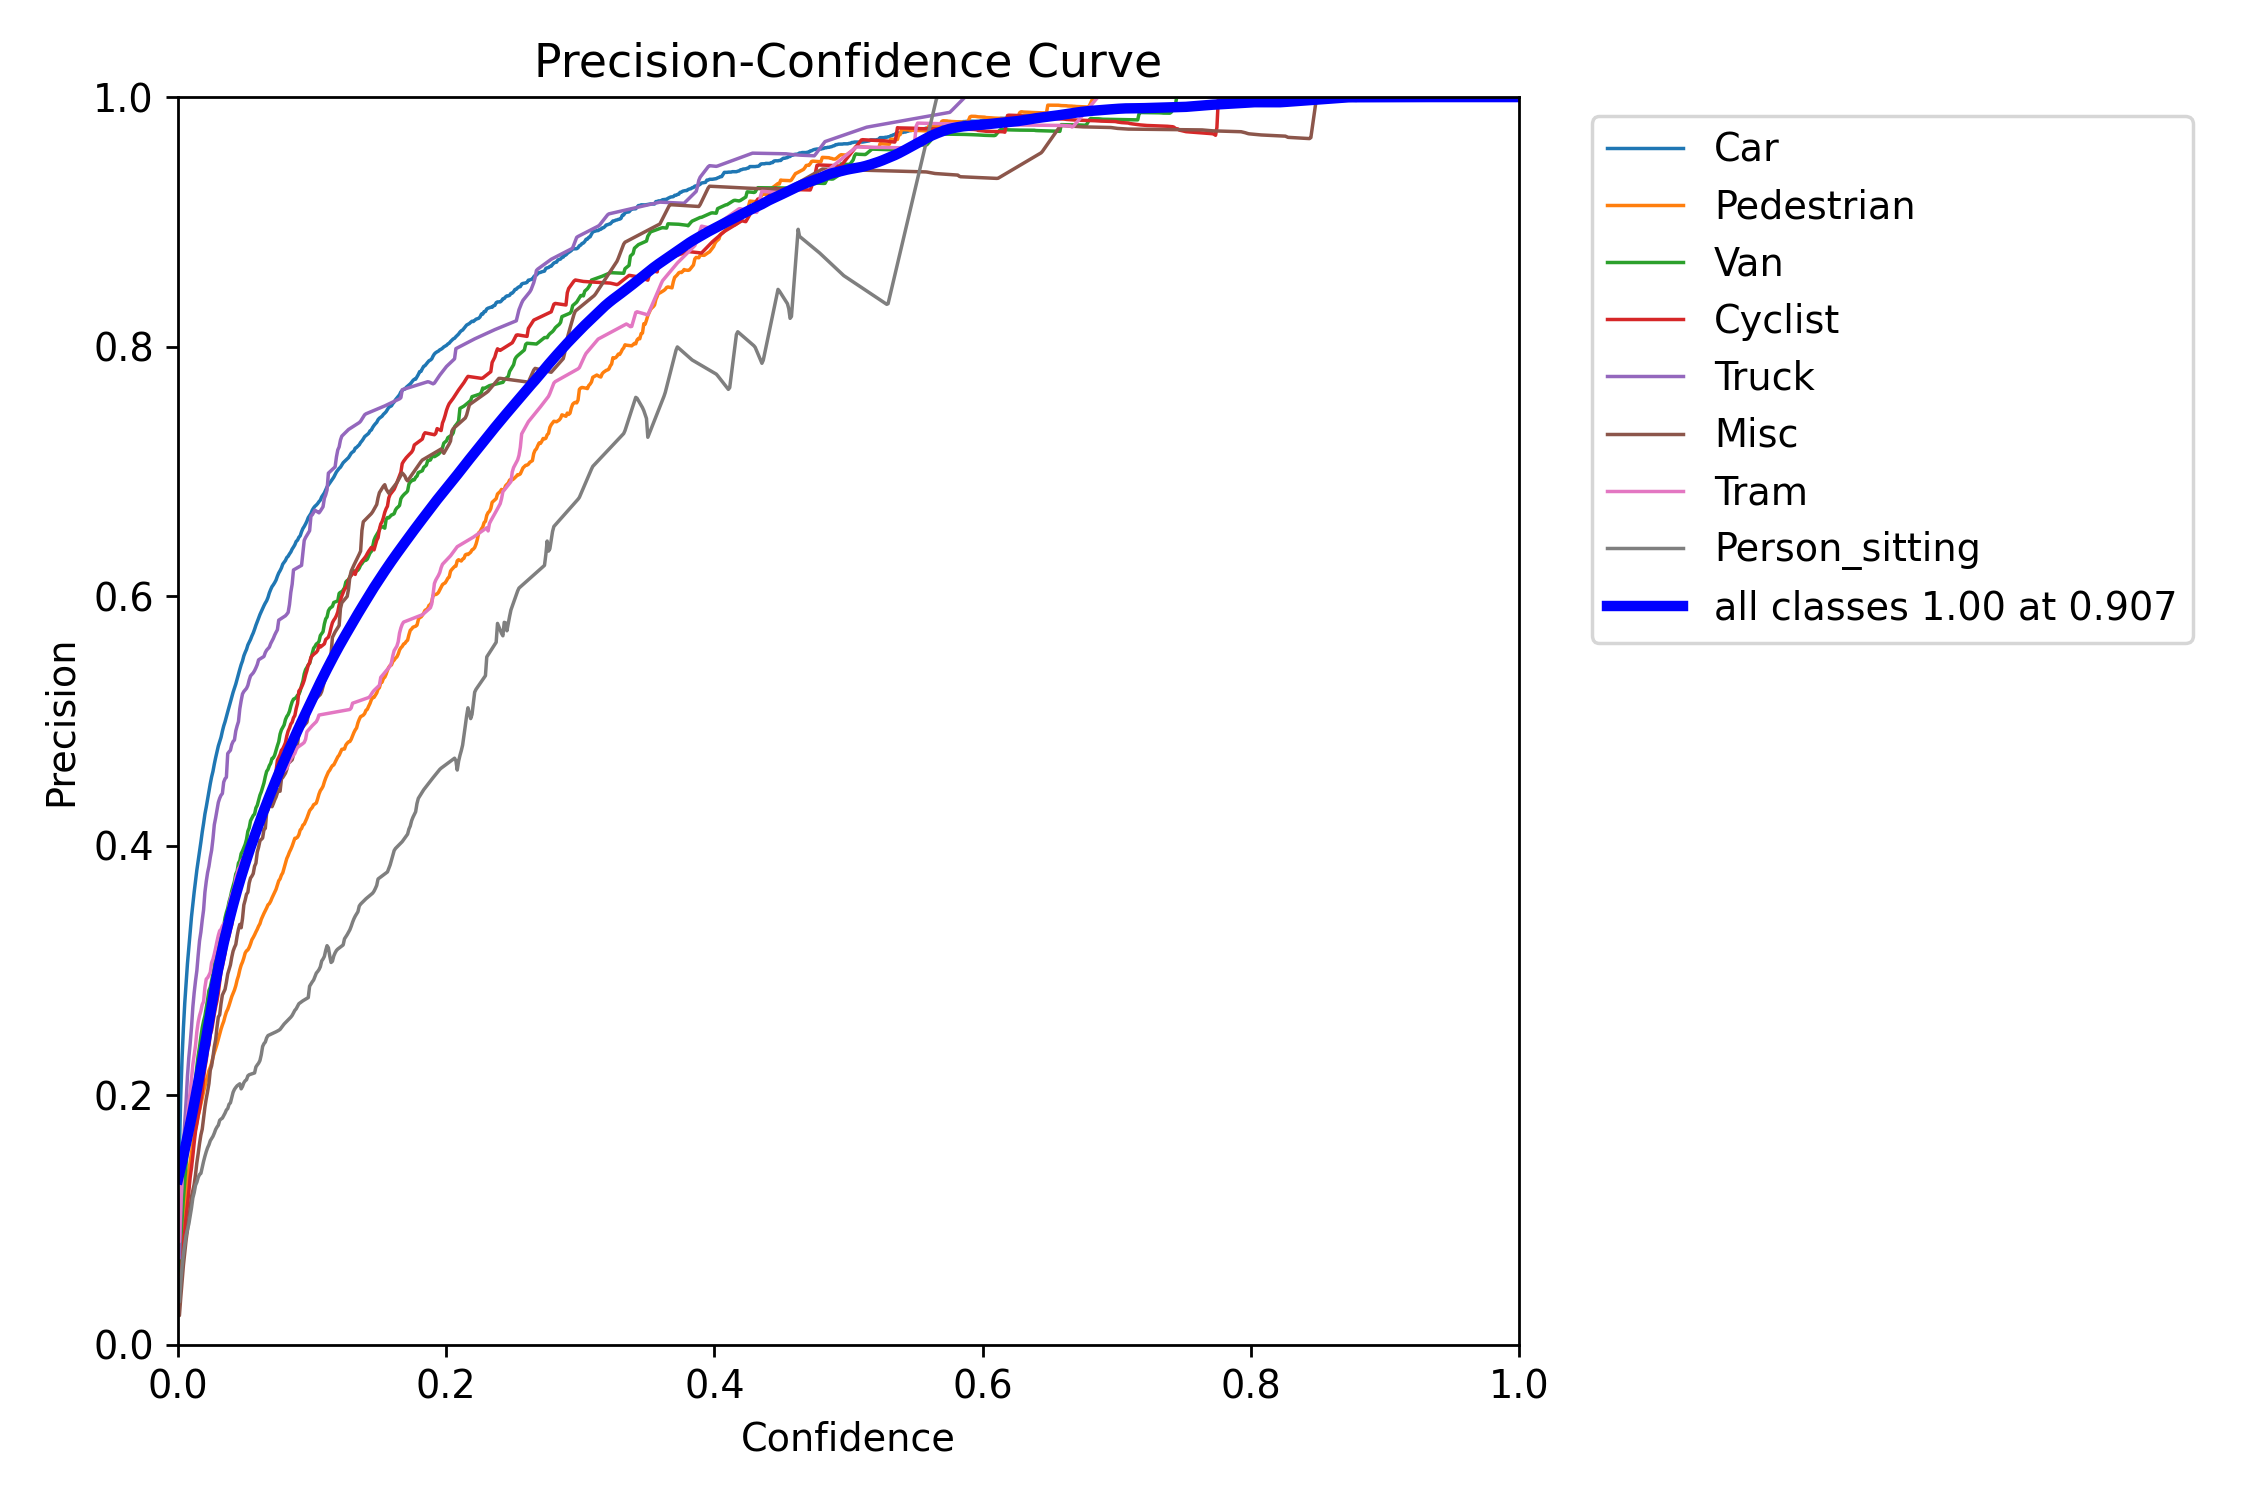 Precision-Confidence Curve
1.0
0.8
0.6
0.4
0.2
0.0
Precision
0.0 0.2 0.4 0.6 0.8 1.0
Confidence
Car
Pedestrian
Van
Cyclist
Truck
Misc
Tram
Person_sitting
all classes 1.00 at 0.907